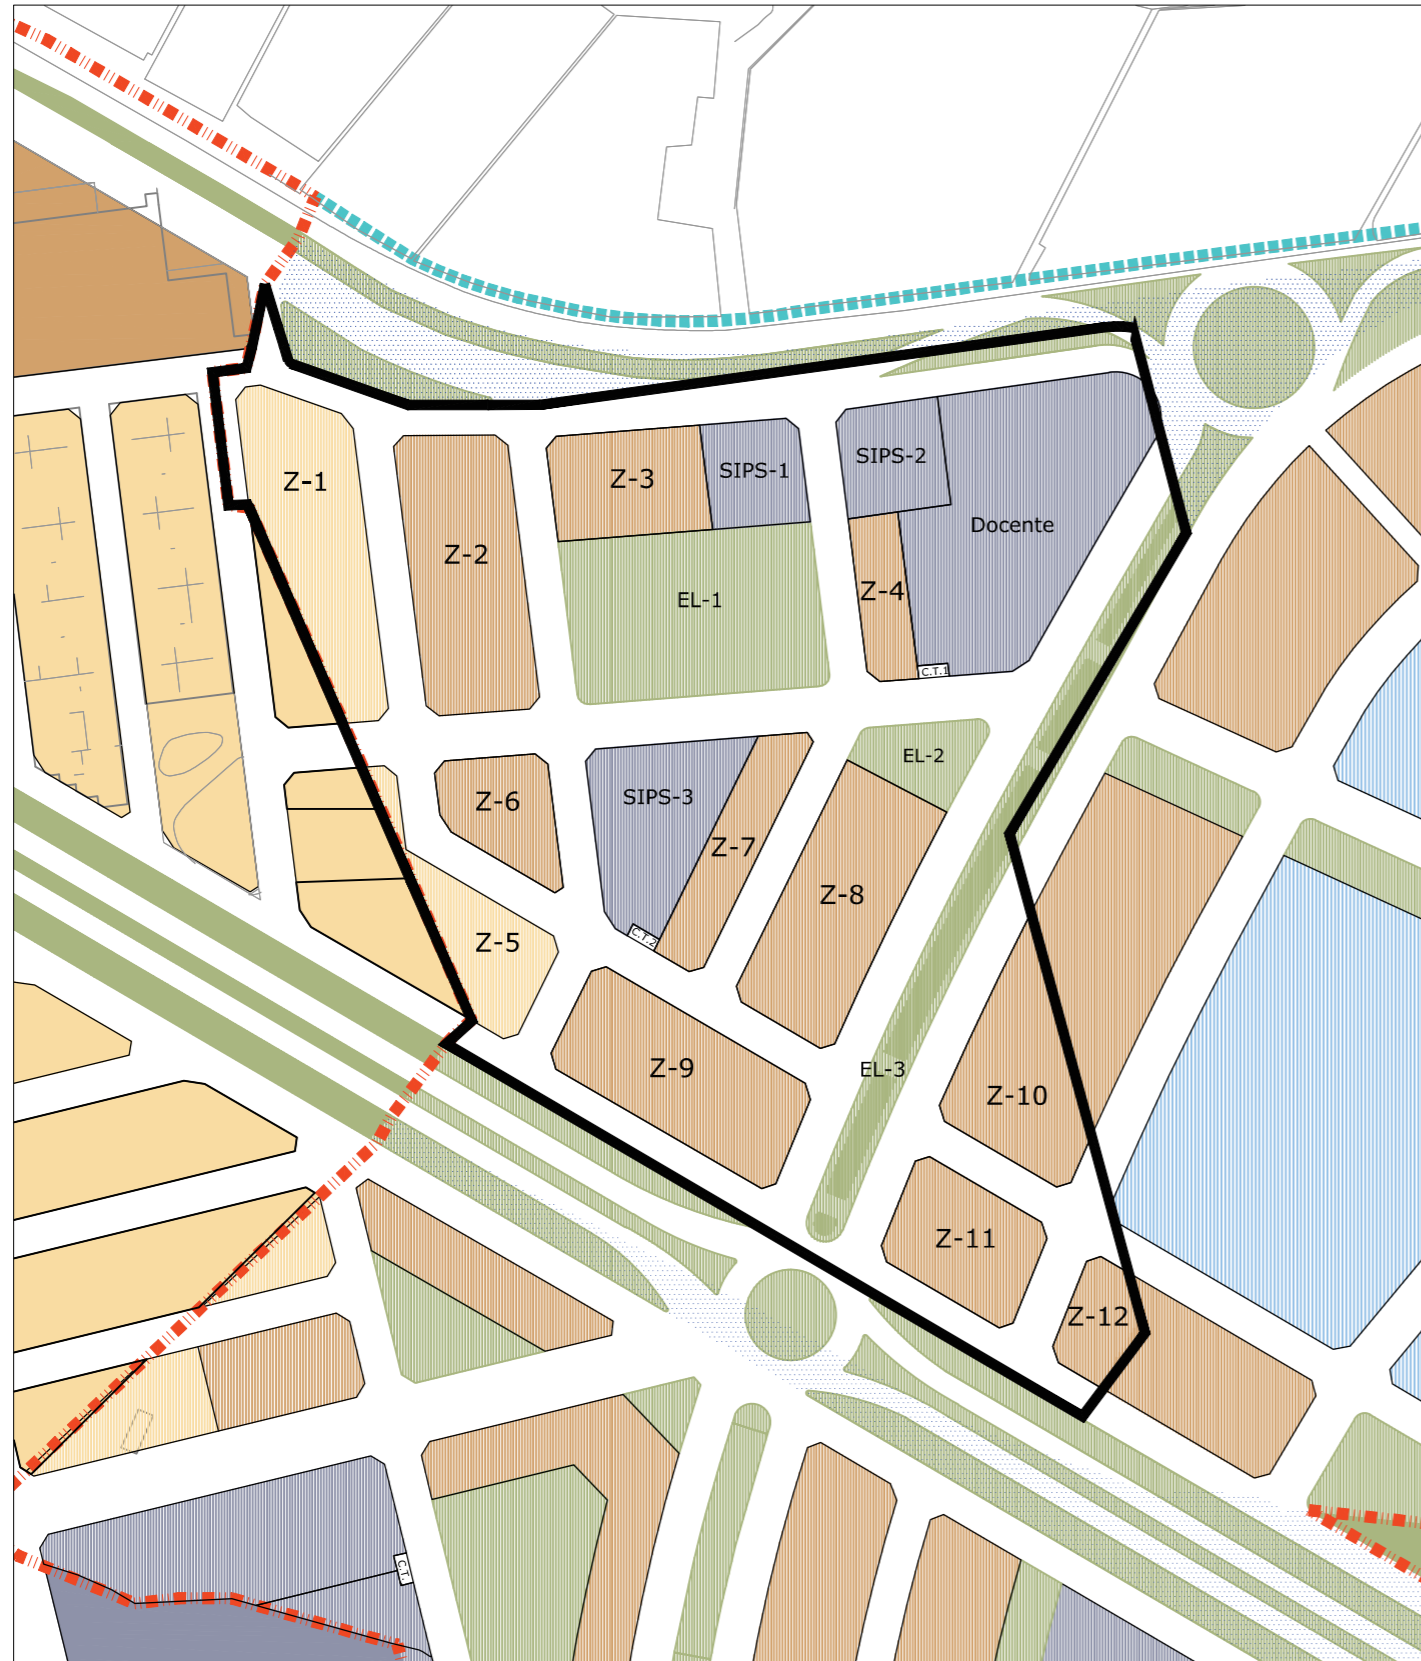 Z-1
Z-2
Z-3
SIPS-1
SIPS-2
Docente
EL-1
Z-4
C.T.1
EL-2
Z-6
SIPS-3
Z-7
Z-8
C.T.2
Z-5
Z-9
EL-3
Z-10
Z-11
Z-12
C.T.